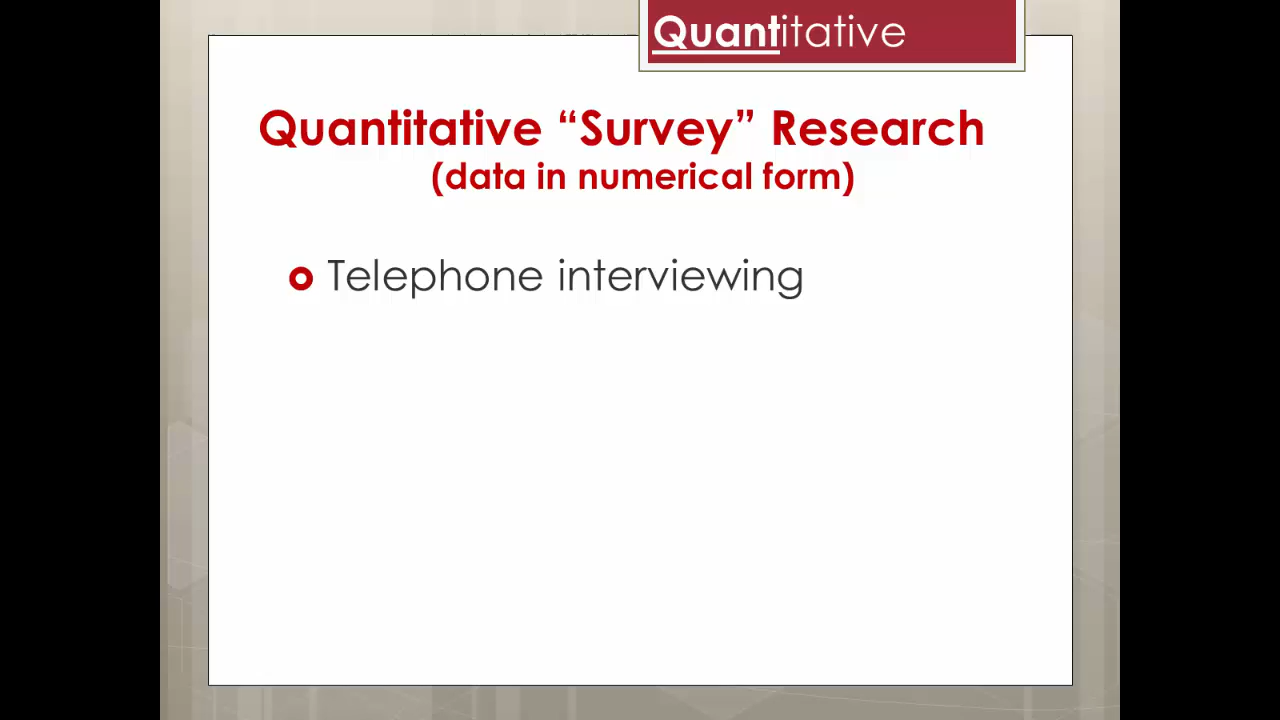 Quantitative
Quantitative “Survey” Research
(data in numerical form)
Telephone interviewing